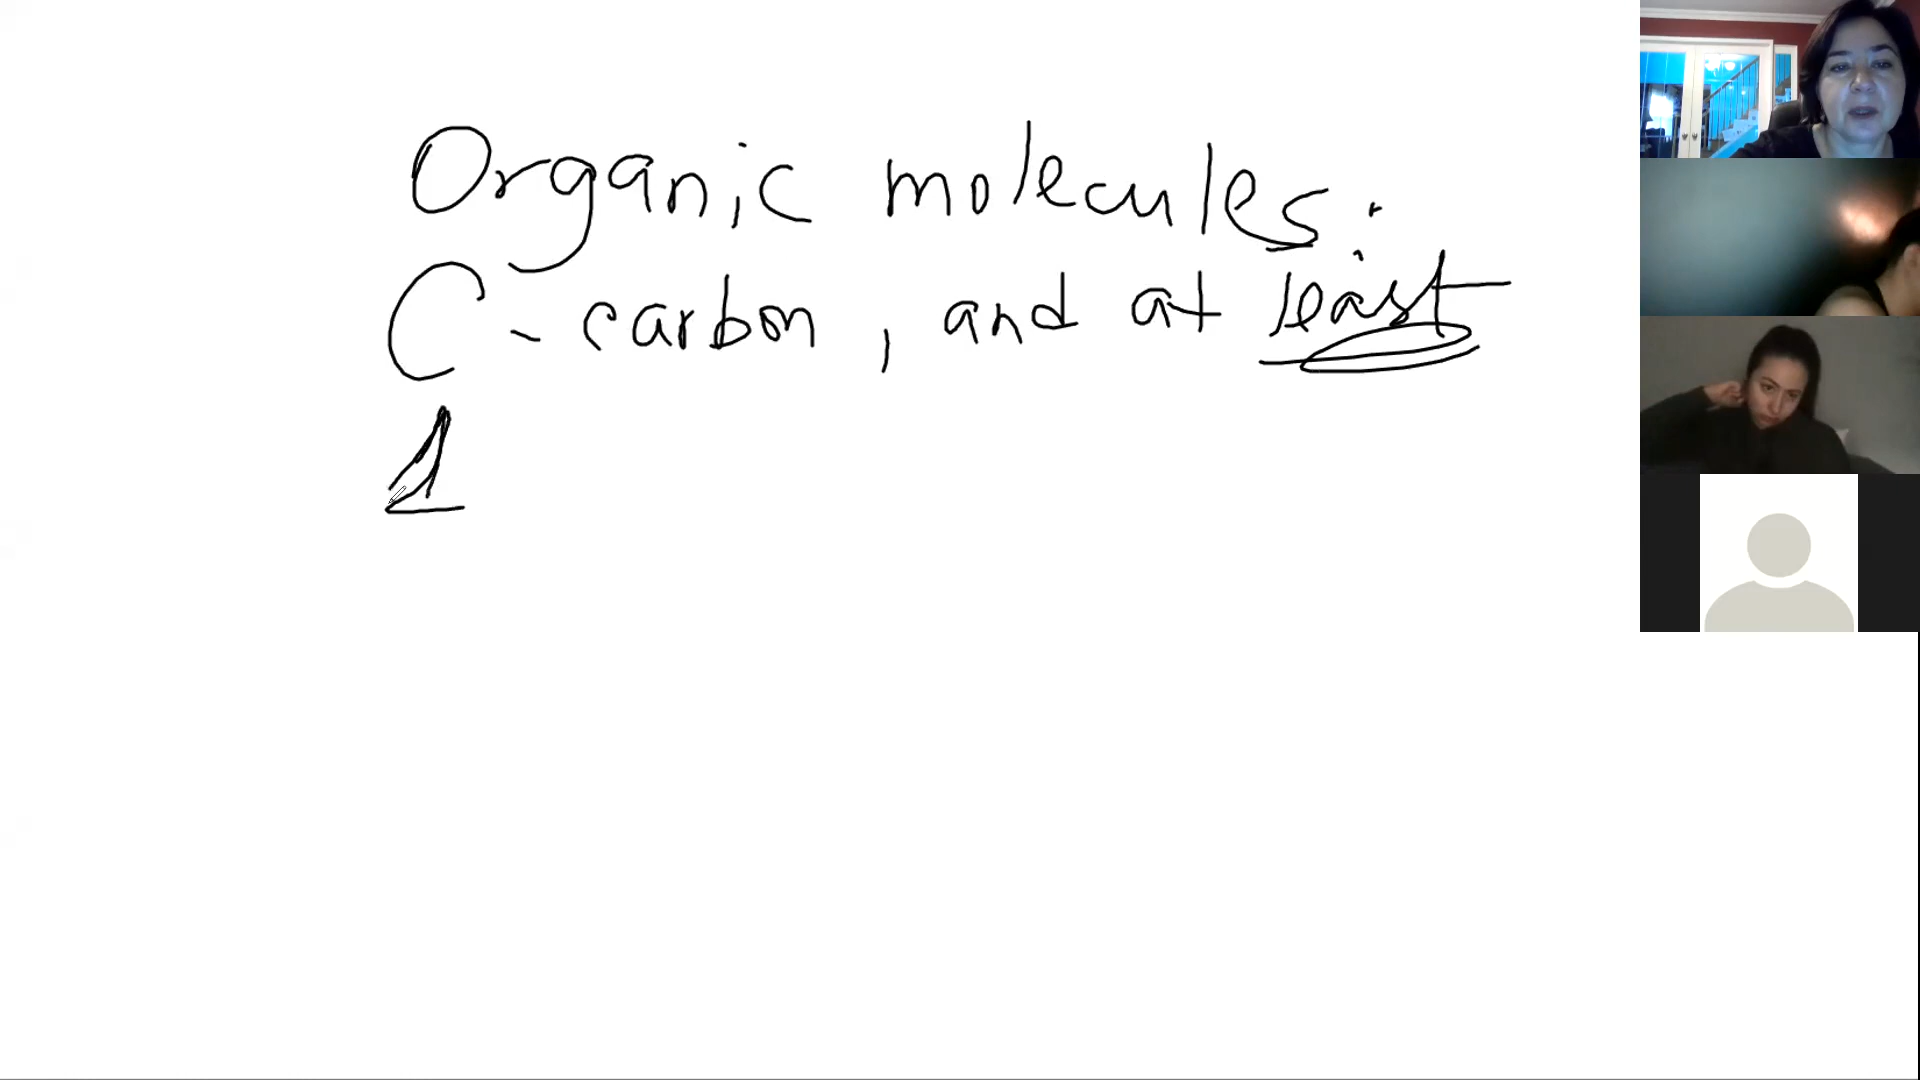 Organic molecules.
C - carbon, and at least
1